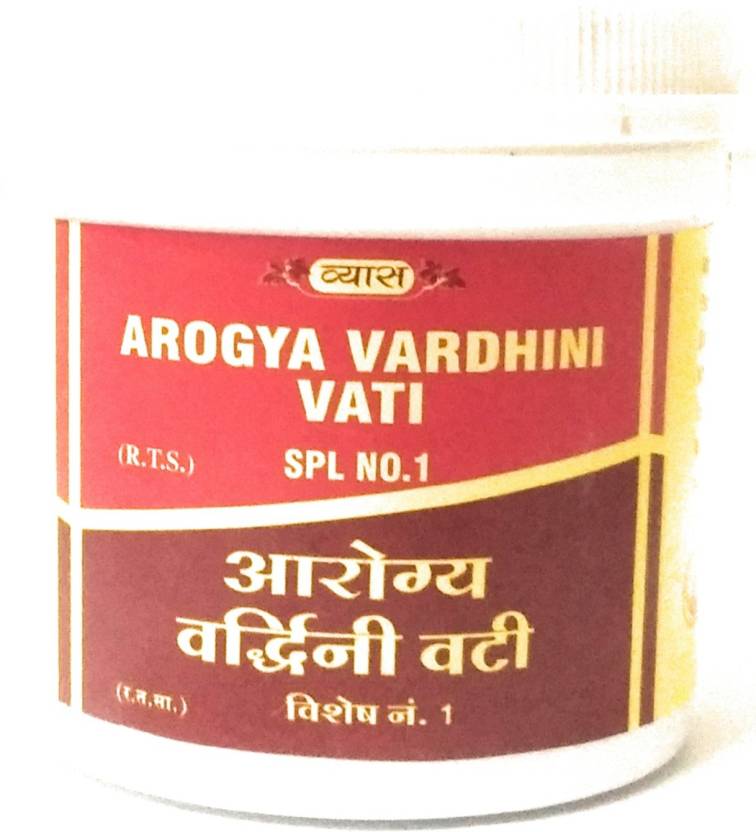 व्यास
AROGYA VARDHINI
VATI
(R.T.S.) SPL NO.1
आरोग्य
वर्द्धिनी वटी
(र.त.सा.) विशेष नं. 1